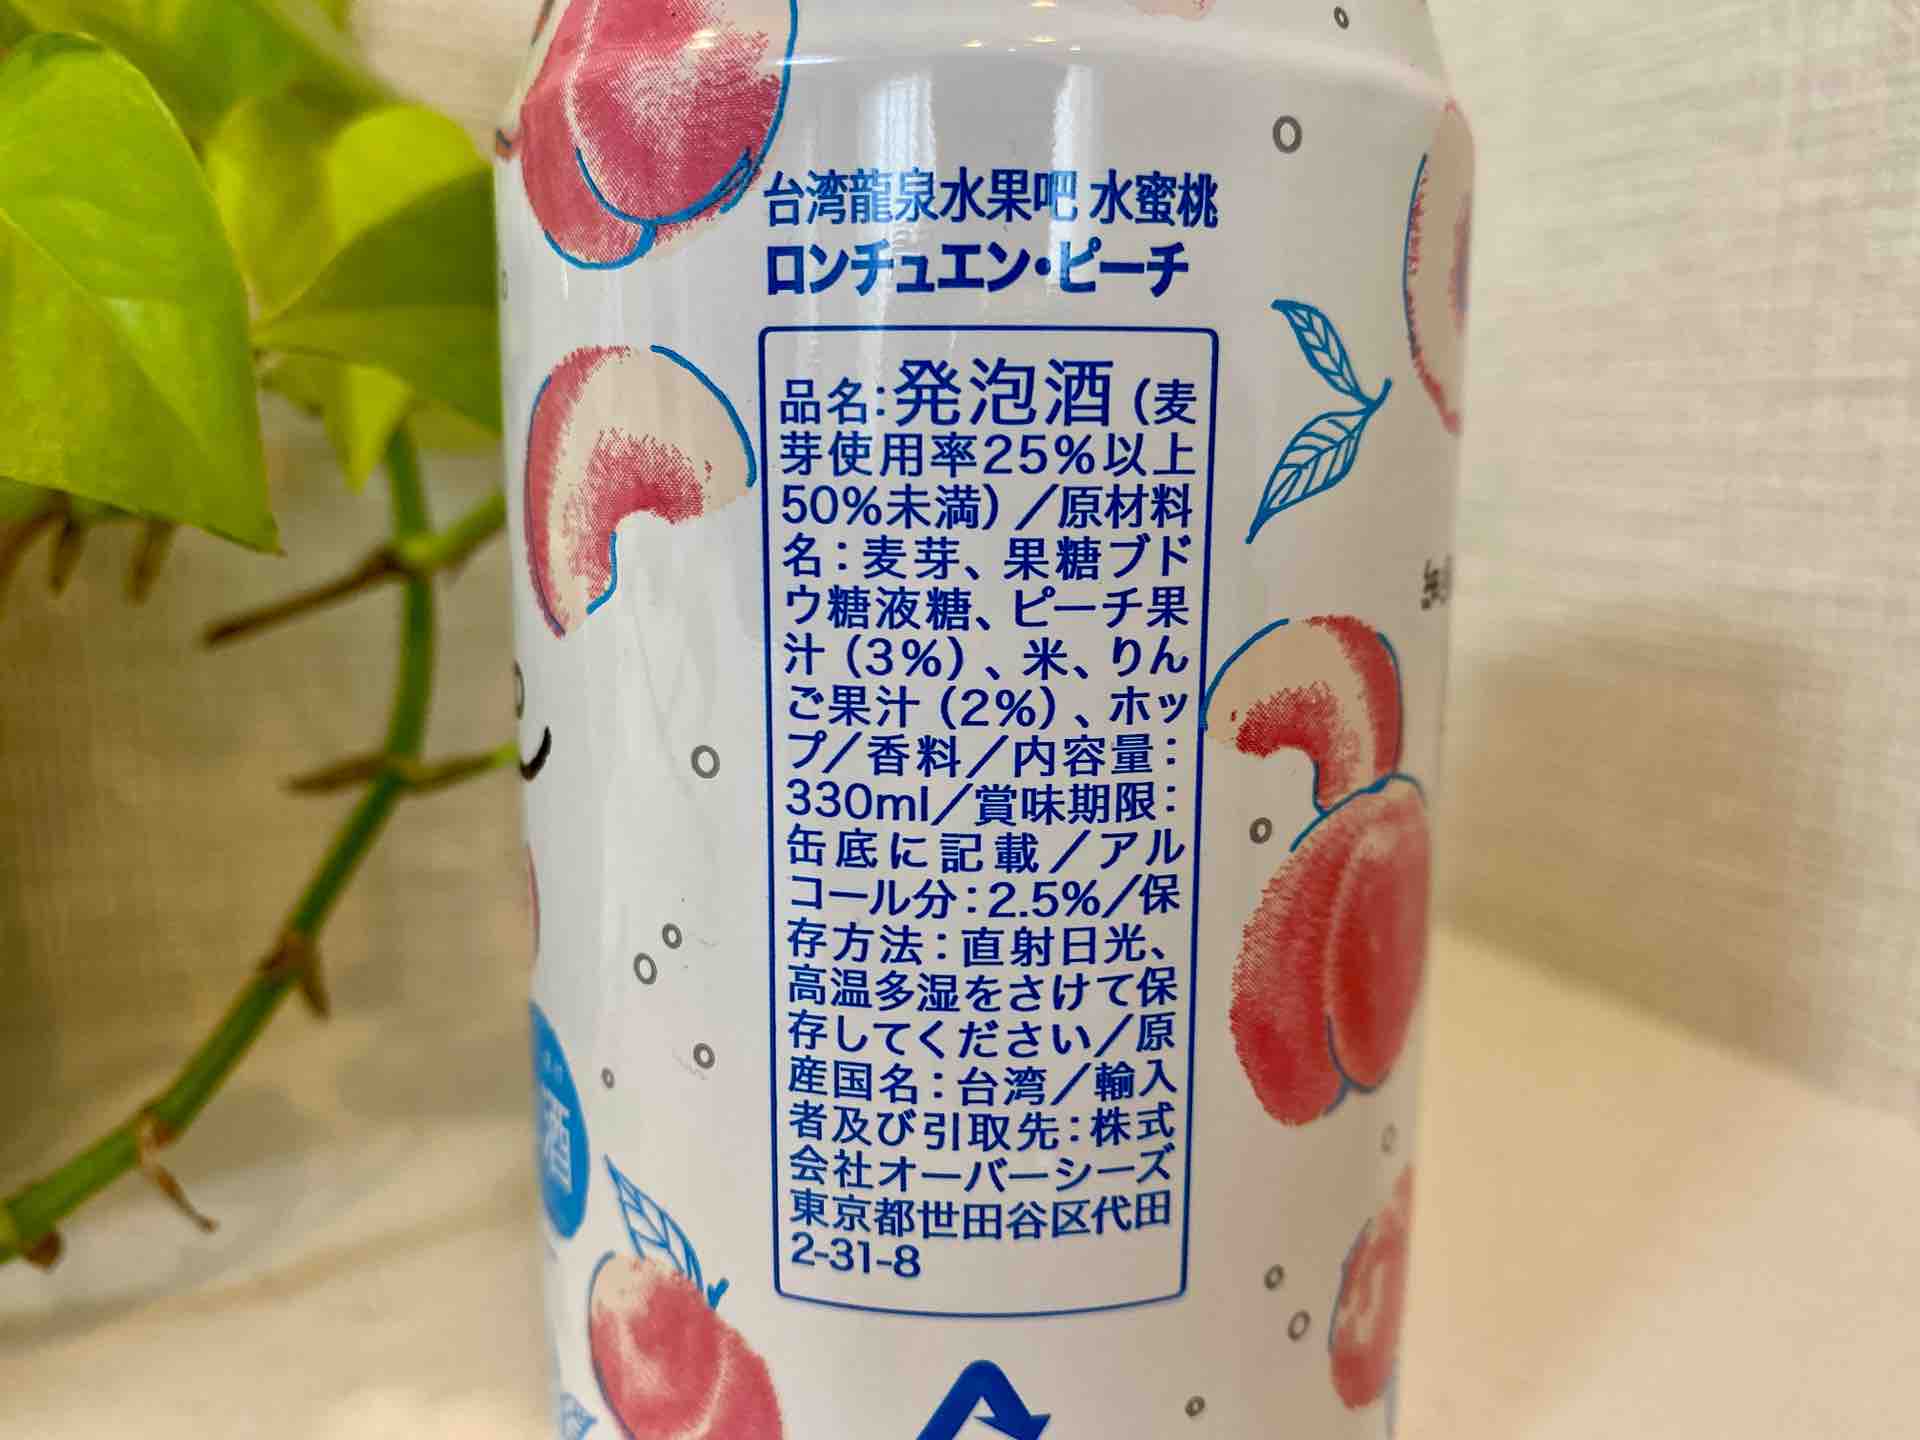 台湾龍泉水果吧 水蜜桃
ロンチュエン・ピーチ
品名：発泡酒（麦
芽使用率25%以上
50%未満）／原材料
名：麦芽、果糖ブド
ウ糖液糖、ピーチ果
汁（3%）、米、りん
ご果汁（2%）、ホッ
プ／香料／内容量：
330ml／賞味期限：
缶底に記載／アル
コール分：2.5%／保
存方法：直射日光、
高温多湿をさけて保
存してください／原
産国名：台湾／輸入
者及び引取先：株式
会社オーバーシーズ
東京都世田谷区代田
2-31-8
酒